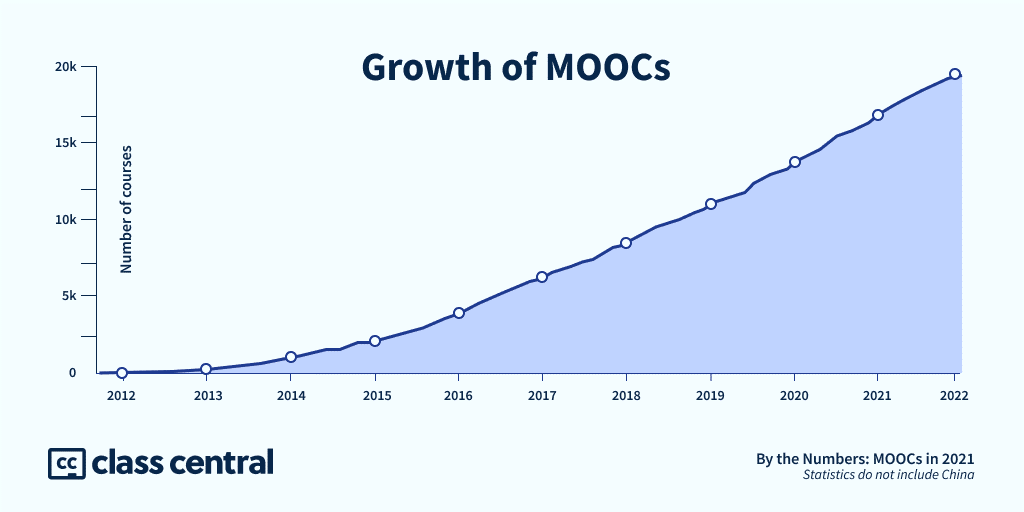 Growth of MOOCs
20k
15k
10k
5k
0
Number of courses
2012 2013 2014 2015 2016 2017 2018 2019 2020 2021 2022
cc class central
By the Numbers: MOOCs in 2021
Statistics do not include China